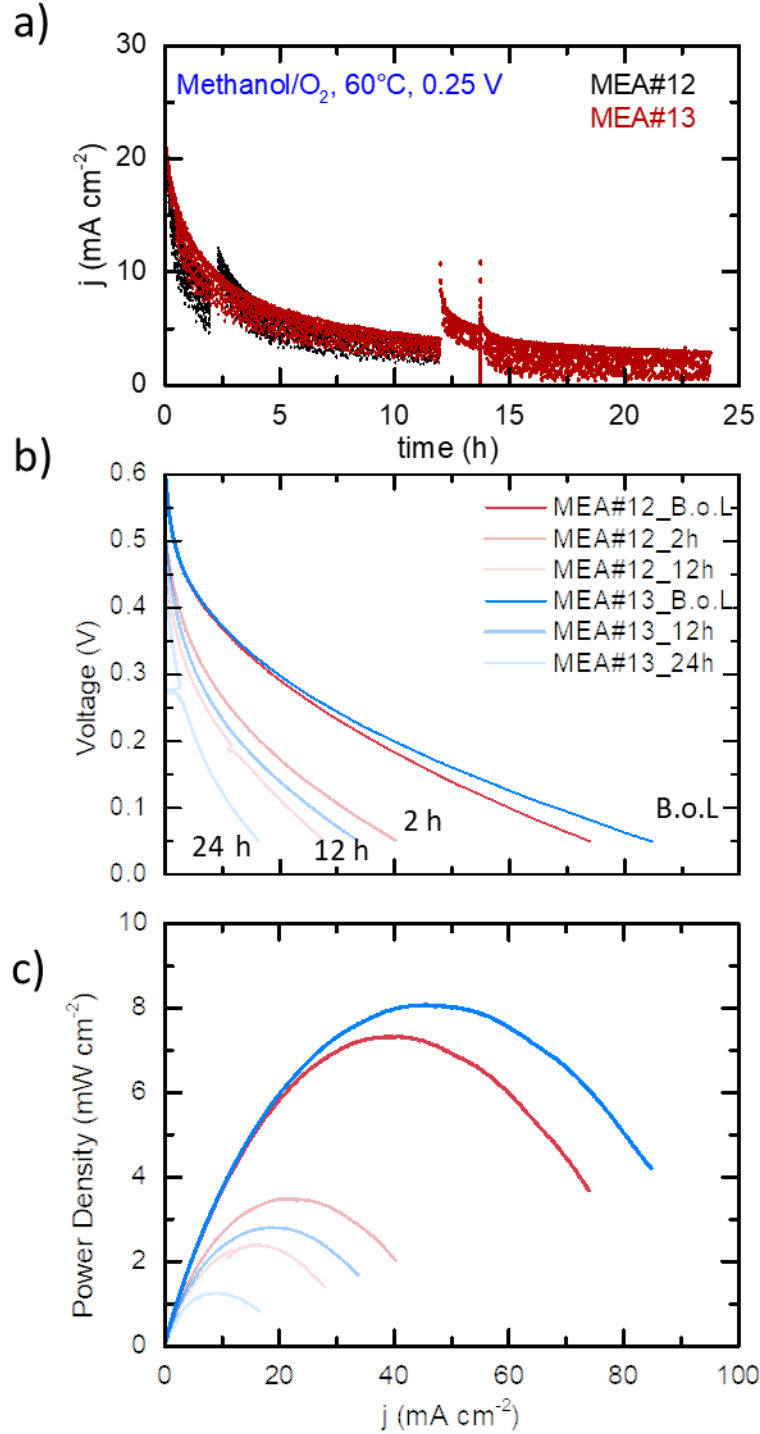 a)
30
20
10
0
j (mA cm⁻²)
Methanol/O₂, 60°C, 0.25 V
MEA#12
MEA#13
0 5 10 15 20 25
time (h)
b)
0.6
0.5
0.4
0.3
0.2
0.1
0.0
Voltage (V)
MEA#12_B.o.L
MEA#12_2h
MEA#12_12h
MEA#13_B.o.L
MEA#13_12h
MEA#13_24h
B.o.L
2 h
12 h
24 h
c)
10
8
6
4
2
0
Power Density (mW cm⁻²)
0 20 40 60 80 100
j (mA cm⁻²)